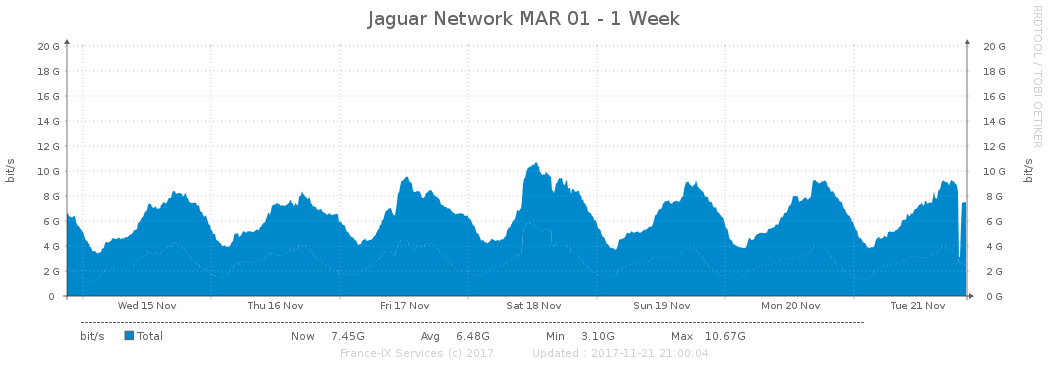 Jaguar Network MAR 01 - 1 Week
RRDTOOL / TOBI OETIKER
bit/s
bit/s
20 G 20 G
18 G 18 G
16 G 16 G
14 G 14 G
12 G 12 G
10 G 10 G
8 G 8 G
6 G 6 G
4 G 4 G
2 G 2 G
0 0 G
Wed 15 Nov Thu 16 Nov Fri 17 Nov Sat 18 Nov Sun 19 Nov Mon 20 Nov Tue 21 Nov
bit/s Total Now 7.45G Avg 6.48G Min 3.10G Max 10.67G
France-IX Services (c) 2017 Updated : 2017-11-21 21:00:04